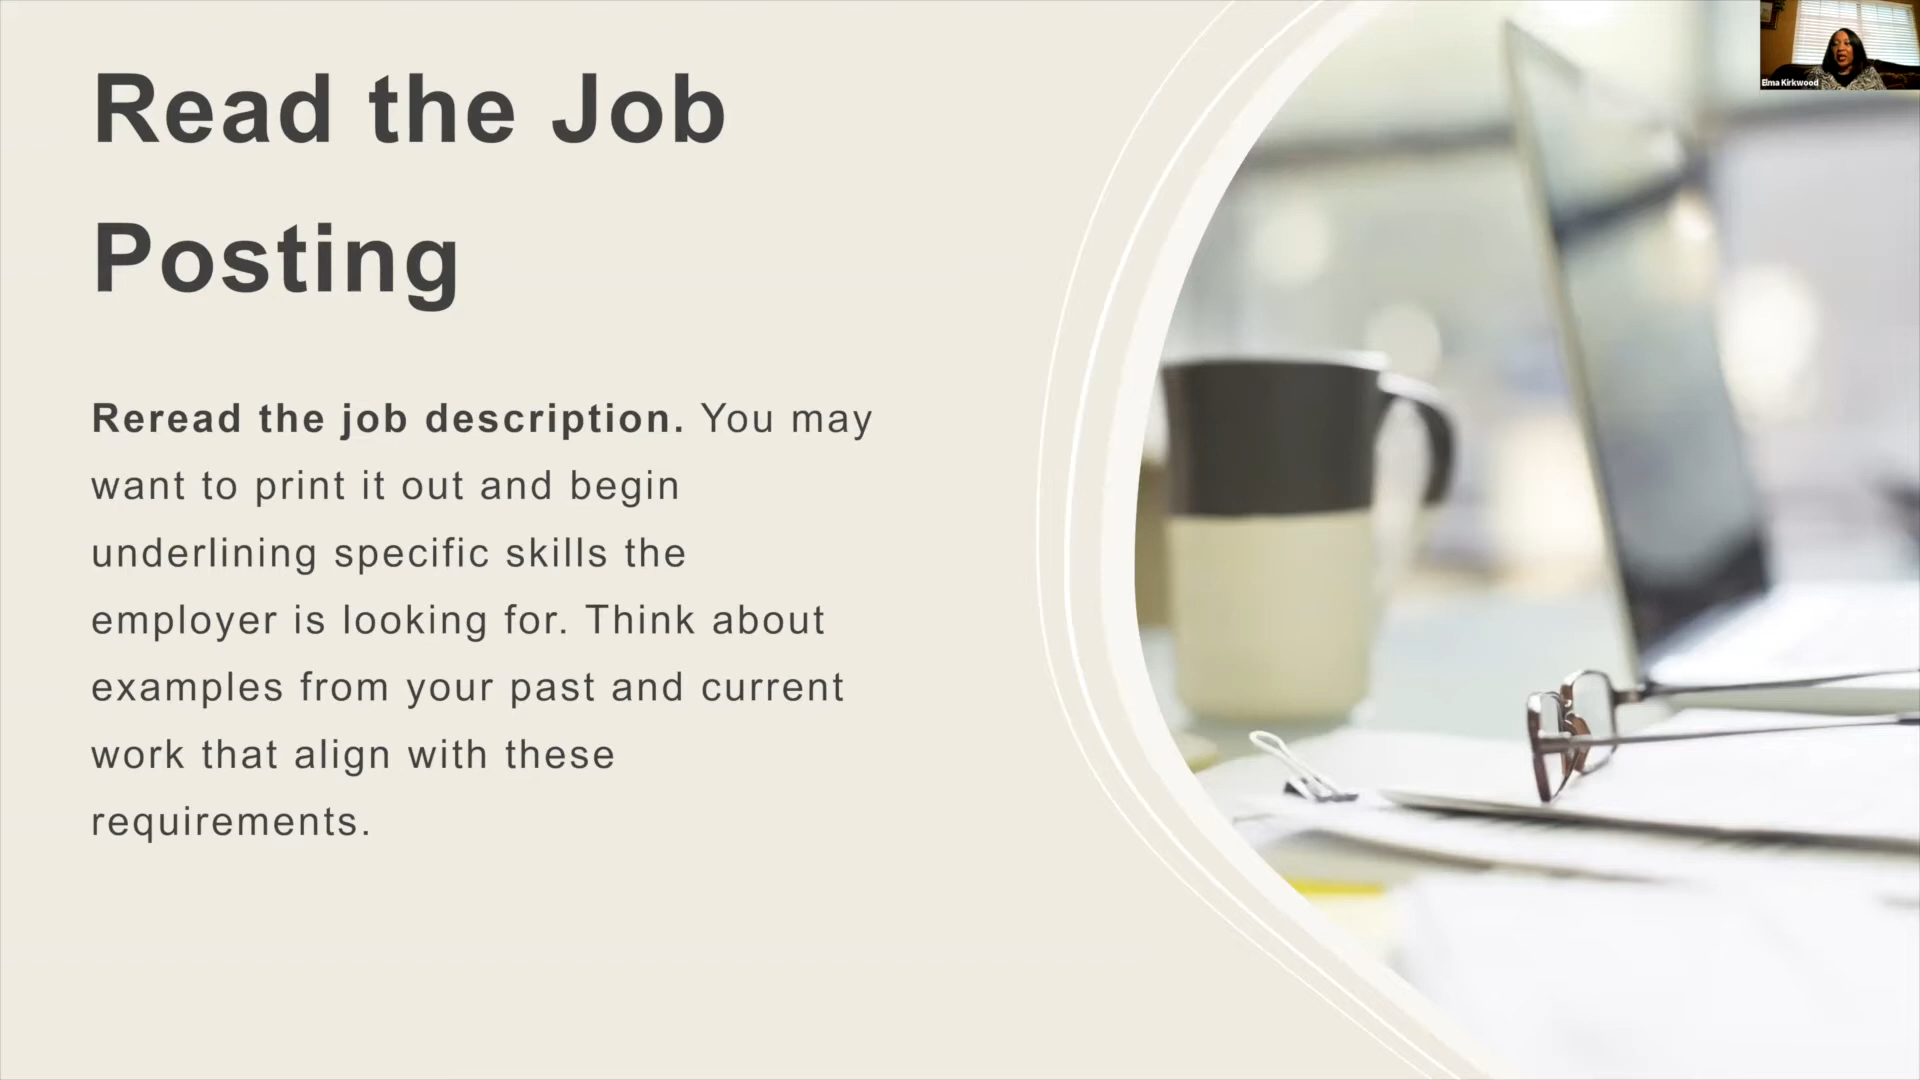 Read the Job
Posting
Reread the job description. You may
want to print it out and begin
underlining specific skills the
employer is looking for. Think about
examples from your past and current
work that align with these
requirements.
Elma Kirkwood